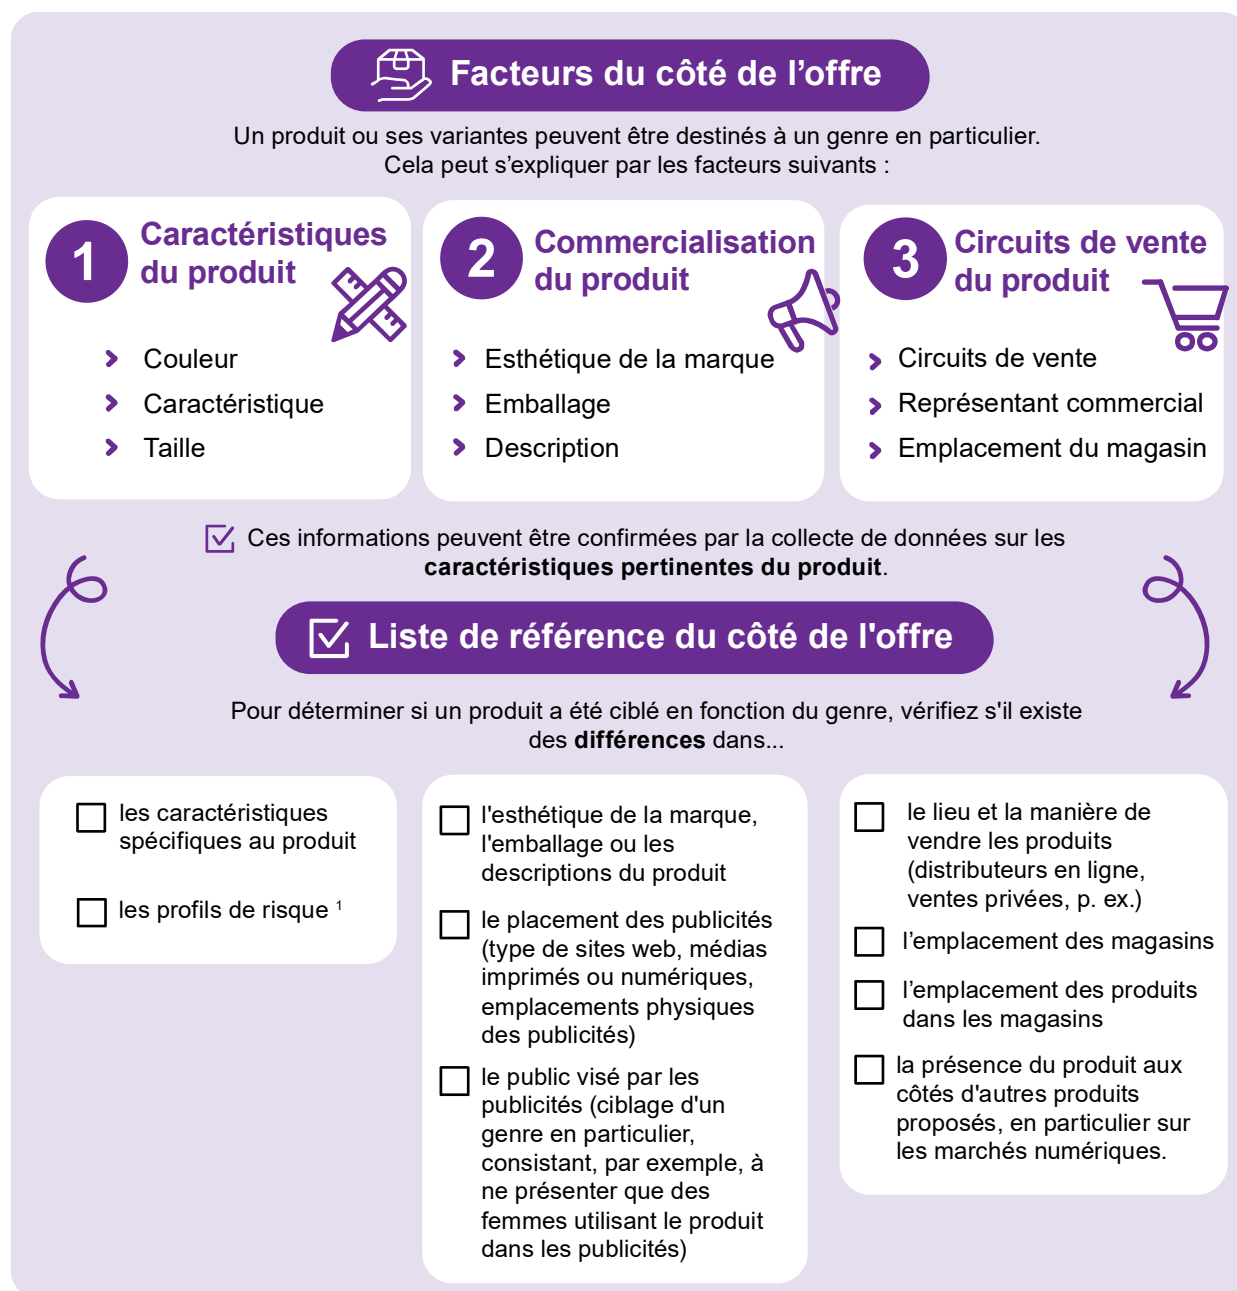 Facteurs du côté de l’offre
Un produit ou ses variantes peuvent être destinés à un genre en particulier.
Cela peut s’expliquer par les facteurs suivants :
1
Caractéristiques
du produit
Couleur
Caractéristique
Taille
2
Commercialisation
du produit
Esthétique de la marque
Emballage
Description
3
Circuits de vente
du produit
Circuits de vente
Représentant commercial
Emplacement du magasin
Ces informations peuvent être confirmées par la collecte de données sur les
caractéristiques pertinentes du produit.
Liste de référence du côté de l'offre
Pour déterminer si un produit a été ciblé en fonction du genre, vérifiez s'il existe
des différences dans...
les caractéristiques
spécifiques au produit
les profils de risque 1
l'esthétique de la marque,
l'emballage ou les
descriptions du produit
le placement des publicités
(type de sites web, médias
imprimés ou numériques,
emplacements physiques
des publicités)
le public visé par les
publicités (ciblage d'un
genre en particulier,
consistant, par exemple, à
ne présenter que des
femmes utilisant le produit
dans les publicités)
le lieu et la manière de
vendre les produits
(distributeurs en ligne,
ventes privées, p. ex.)
l’emplacement des magasins
l’emplacement des produits
dans les magasins
la présence du produit aux
côtés d'autres produits
proposés, en particulier sur
les marchés numériques.